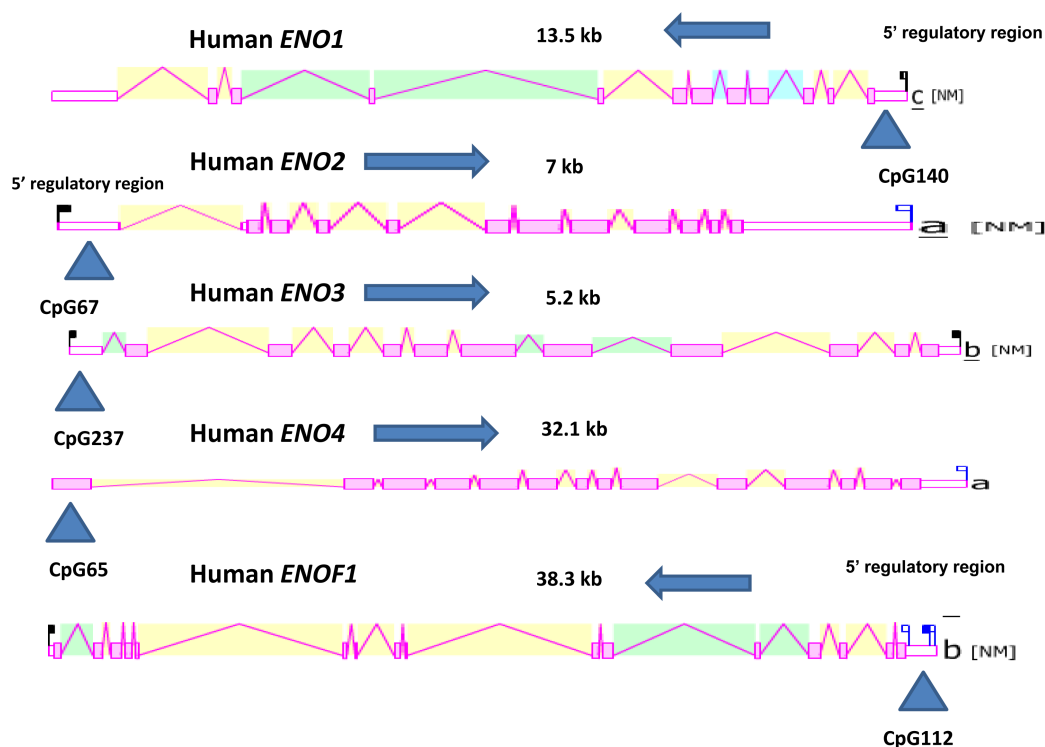 Human ENO1 13.5 kb 5’ regulatory region
c [NM]
CpG140
Human ENO2 7 kb
5’ regulatory region
a [NM]
CpG67
Human ENO3 5.2 kb
b [NM]
CpG237
Human ENO4 32.1 kb
a
CpG65
Human ENOF1 38.3 kb 5’ regulatory region
b [NM]
CpG112